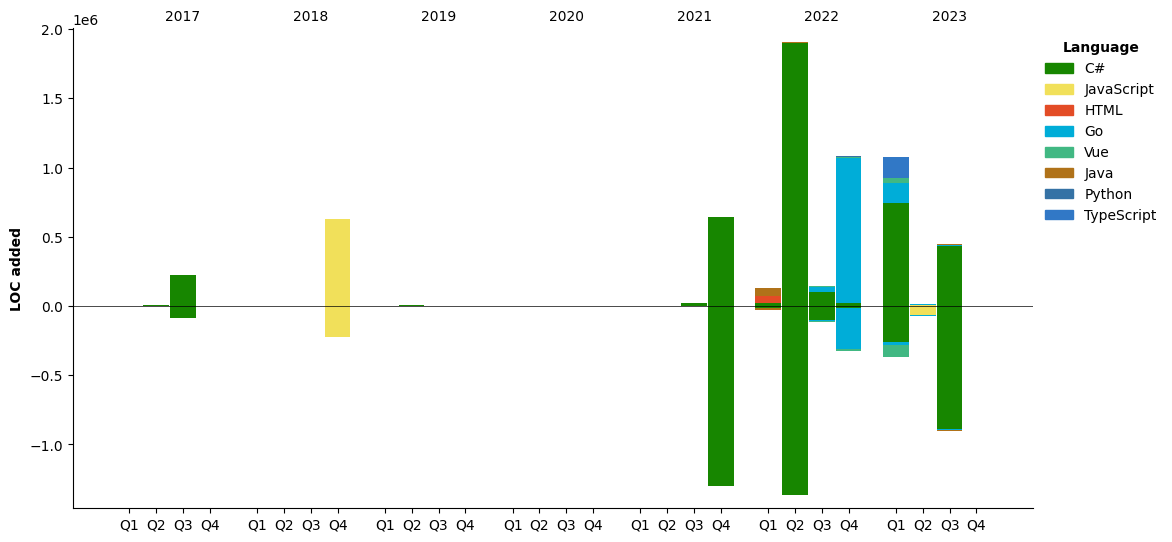 1e6
2017 2018 2019 2020 2021 2022 2023
2.0
1.5
1.0
0.5
0.0
−0.5
−1.0
LOC added
Q1 Q2 Q3 Q4 Q1 Q2 Q3 Q4 Q1 Q2 Q3 Q4 Q1 Q2 Q3 Q4 Q1 Q2 Q3 Q4 Q1 Q2 Q3 Q4 Q1 Q2 Q3 Q4
Language
C#
JavaScript
HTML
Go
Vue
Java
Python
TypeScript